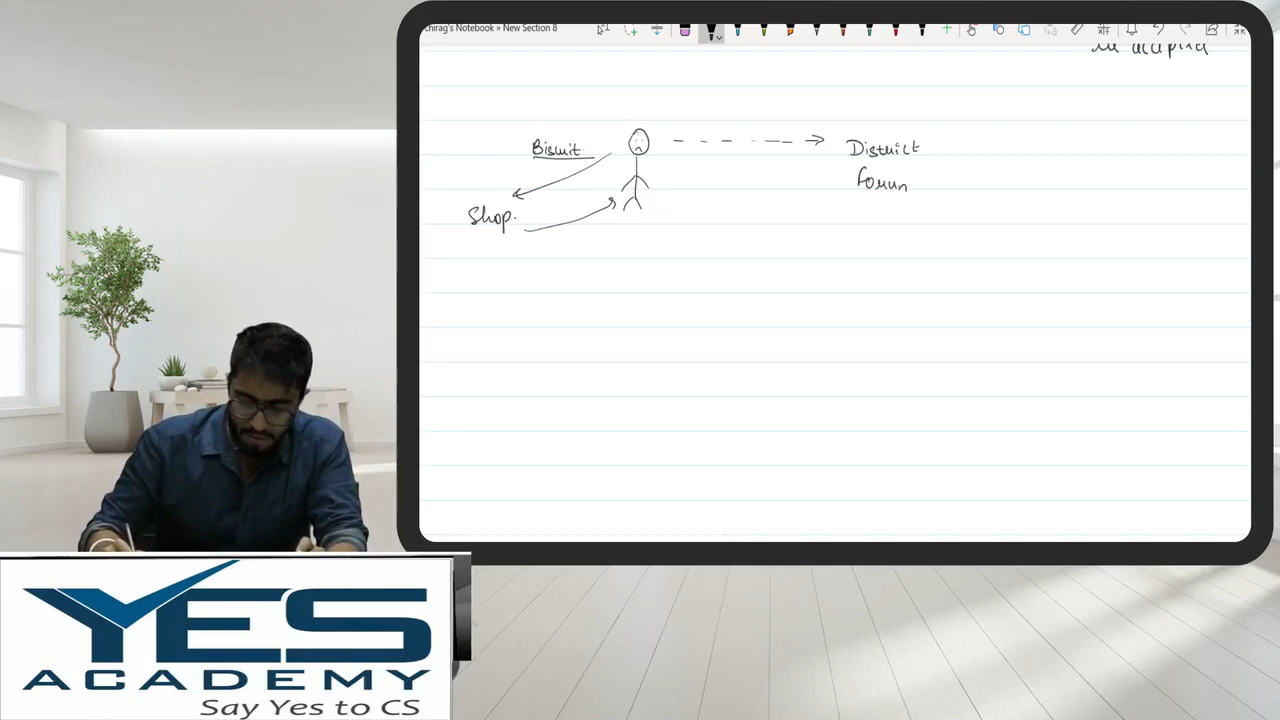 chirag's Notebook » New Section 8
Biscuit
District
Forum
Shop.
YES
ACADEMY
Say Yes to CS